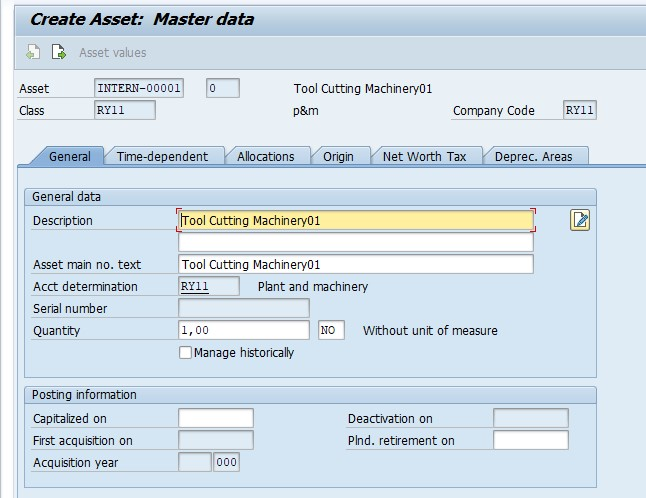 Create Asset: Master data
Asset values
Asset INTERN-00001 0 Tool Cutting Machinery01
Class RY11 p&m Company Code RY11
General Time-dependent Allocations Origin Net Worth Tax Deprec. Areas
General data
Description Tool Cutting Machinery01
Asset main no. text Tool Cutting Machinery01
Acct determination RY11 Plant and machinery
Serial number
Quantity 1,00 NO Without unit of measure
Manage historically
Posting information
Capitalized on Deactivation on
First acquisition on Plnd. retirement on
Acquisition year 000